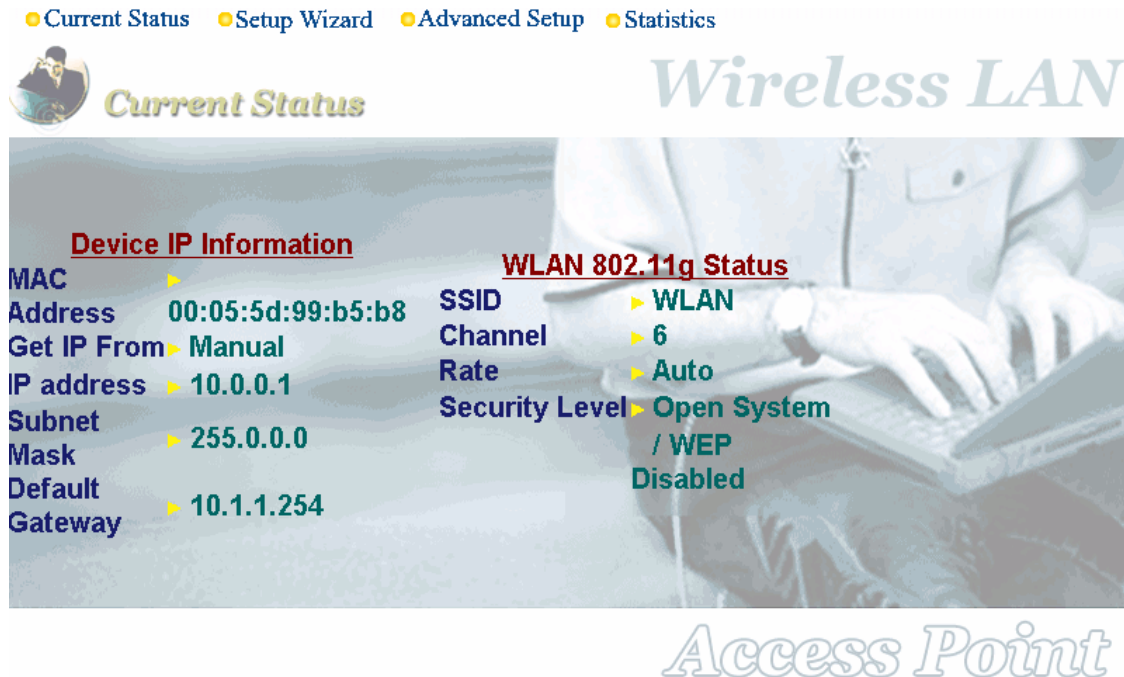 Current Status Setup Wizard Advanced Setup Statistics
Current Status
Wireless LAN
Device IP Information
MAC Address 00:05:5d:99:b5:b8
Get IP From Manual
IP address 10.0.0.1
Subnet Mask 255.0.0.0
Default Gateway 10.1.1.254
WLAN 802.11g Status
SSID WLAN
Channel 6
Rate Auto
Security Level Open System
/ WEP
Disabled
Access Point